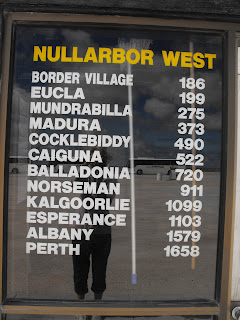 NULLARBOR WEST
BORDER VILLAGE 186
EUCLA 199
MUNDRABILLA 275
MADURA 373
COCKLEBIDDY 490
CAIGUNA 522
BALLADONIA 720
NORSEMAN 911
KALGOORLIE 1099
ESPERANCE 1103
ALBANY 1579
PERTH 1658